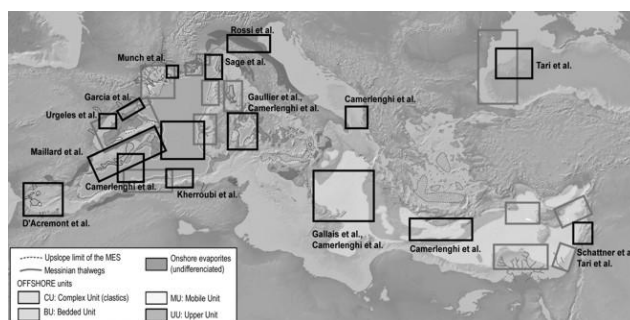 Rossi et al.
Munch et al.
Sage et al.
Tari et al.
Garcia et al.
Gaullier et al.,
Camerlenghi et al.
Camerlenghi et al.
Urgeles et al.
Maillard et al.
Camerlenghi et al.
Kherroubi et al.
D'Acremont et al.
Gallais et al.,
Camerlenghi et al.
Camerlenghi et al.
Schattner et al.
Tari et al.
Upslope limit of the MES
Messinian thalwegs
OFFSHORE units
CU: Complex Unit (clastics)
BU: Bedded Unit
Onshore evaporites
(undifferenciated)
MU: Mobile Unit
UU: Upper Unit